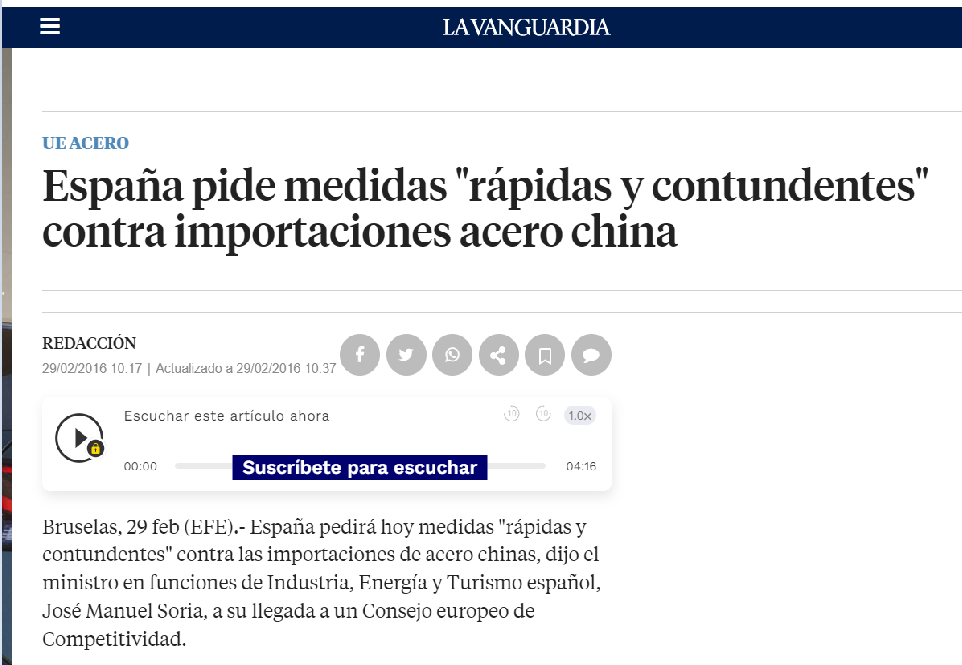 LA VANGUARDIA
UE ACERO
España pide medidas "rápidas y contundentes"
contra importaciones acero china
REDACCIÓN
29/02/2016 10.17 | Actualizado a 29/02/2016 10.37
Escuchar este artículo ahora
10 10 1.0x
00:00 Suscríbete para escuchar 04:16
Bruselas, 29 feb (EFE).- España pedirá hoy medidas "rápidas y
contundentes" contra las importaciones de acero chinas, dijo el
ministro en funciones de Industria, Energía y Turismo español,
José Manuel Soria, a su llegada a un Consejo europeo de
Competitividad.